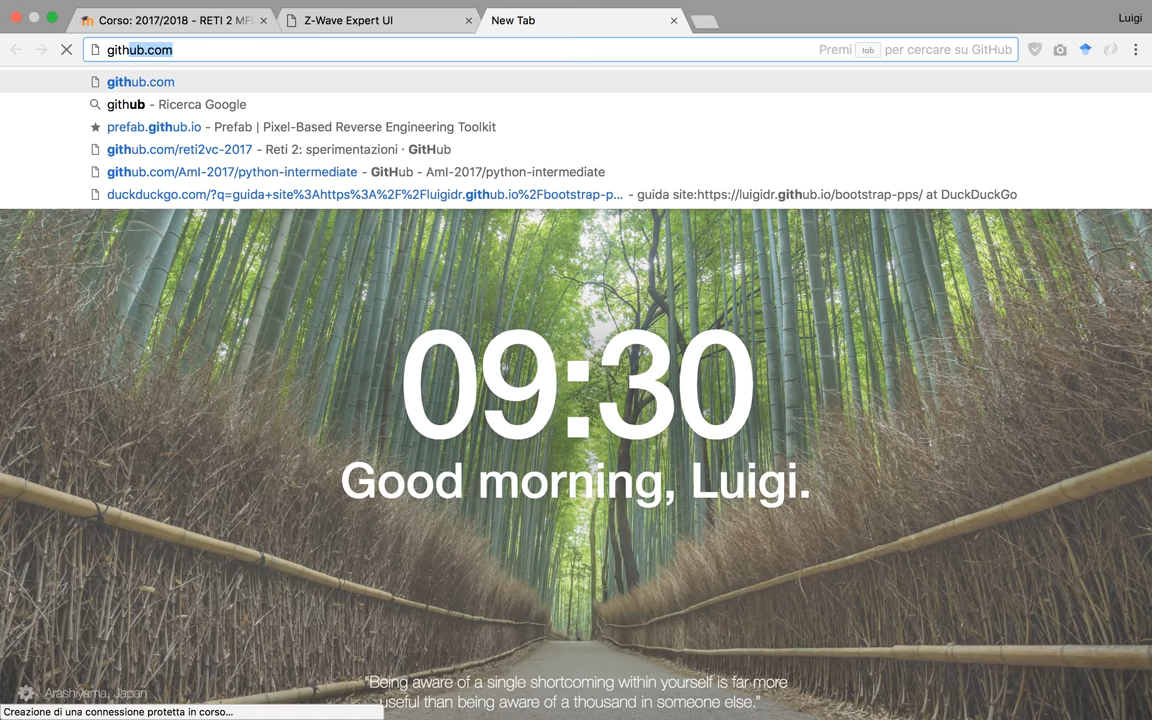 Corso: 2017/2018 - RETI 2 MFC
Z-Wave Expert UI
New Tab
Luigi
github.com
Premi tab per cercare su GitHub
github.com
github - Ricerca Google
prefab.github.io - Prefab | Pixel-Based Reverse Engineering Toolkit
github.com/reti2vc-2017 - Reti 2: sperimentazioni · GitHub
github.com/AmI-2017/python-intermediate - GitHub - AmI-2017/python-intermediate
duckduckgo.com/?q=guida+site%3Ahttps%3A%2F%2Fluigidr.github.io%2Fbootstrap-p... - guida site:https://luigidr.github.io/bootstrap-pps/ at DuckDuckGo
09:30
Good morning, Luigi.
"Being aware of a single shortcoming within yourself is far more
useful than being aware of a thousand in someone else."
Arashiyama, Japan
Creazione di una connessione protetta in corso...